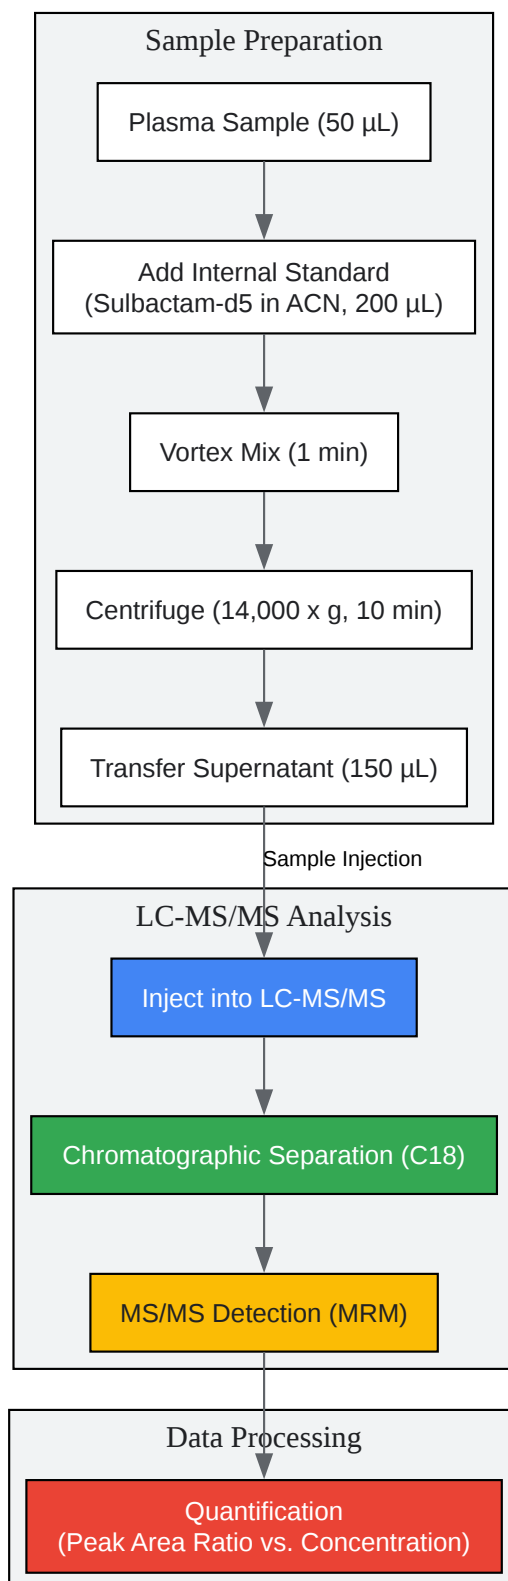 Sample Preparation
Plasma Sample (50 µL)
Add Internal Standard
(Sulbactam-d5 in ACN, 200 µL)
Vortex Mix (1 min)
Centrifuge (14,000 x g, 10 min)
Transfer Supernatant (150 µL)
Sample Injection
LC-MS/MS Analysis
Inject into LC-MS/MS
Chromatographic Separation (C18)
MS/MS Detection (MRM)
Data Processing
Quantification
(Peak Area Ratio vs. Concentration)